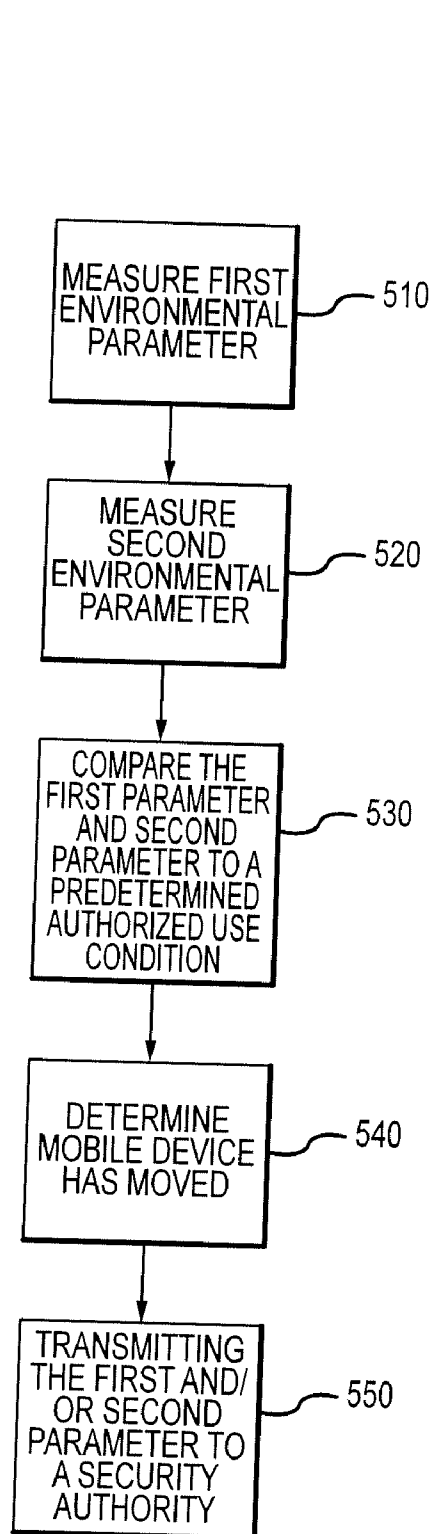 MEASURE FIRST
ENVIRONMENTAL
PARAMETER
510
MEASURE
SECOND
ENVIRONMENTAL
PARAMETER
520
COMPARE THE
FIRST PARAMETER
AND SECOND
PARAMETER TO A
PREDETERMINED
AUTHORIZED USE
CONDITION
530
DETERMINE
MOBILE DEVICE
HAS MOVED
540
TRANSMITTING
THE FIRST AND/
OR SECOND
PARAMETER TO
A SECURITY
AUTHORITY
550